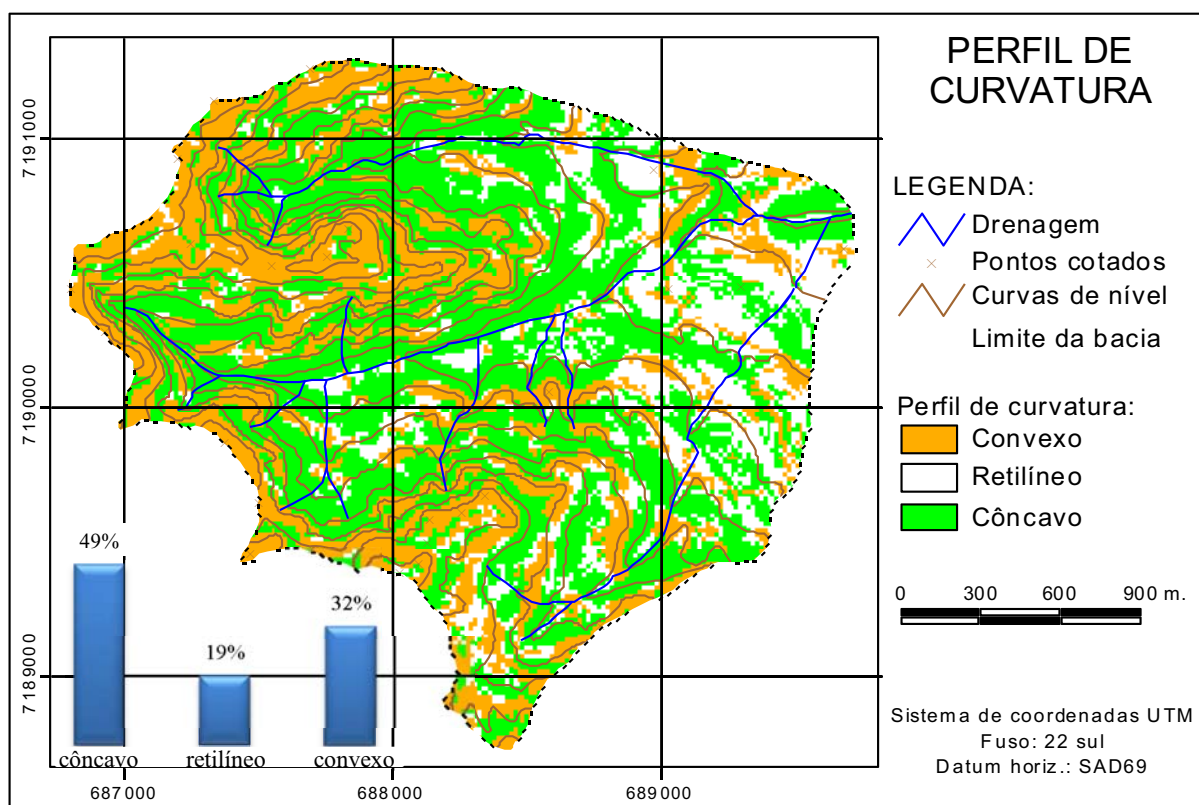 PERFIL DE
CURVATURA
LEGENDA:
Drenagem
Pontos cotados
Curvas de nível
Limite da bacia
Perfil de curvatura:
Convexo
Retilíneo
Côncavo
0 300 600 900 m.
Sistema de coordenadas UTM
Fuso: 22 sul
Datum horiz.: SAD69
7191000
7190000
7189000
49%
19%
32%
côncavo retilíneo convexo
687000 688000 689000